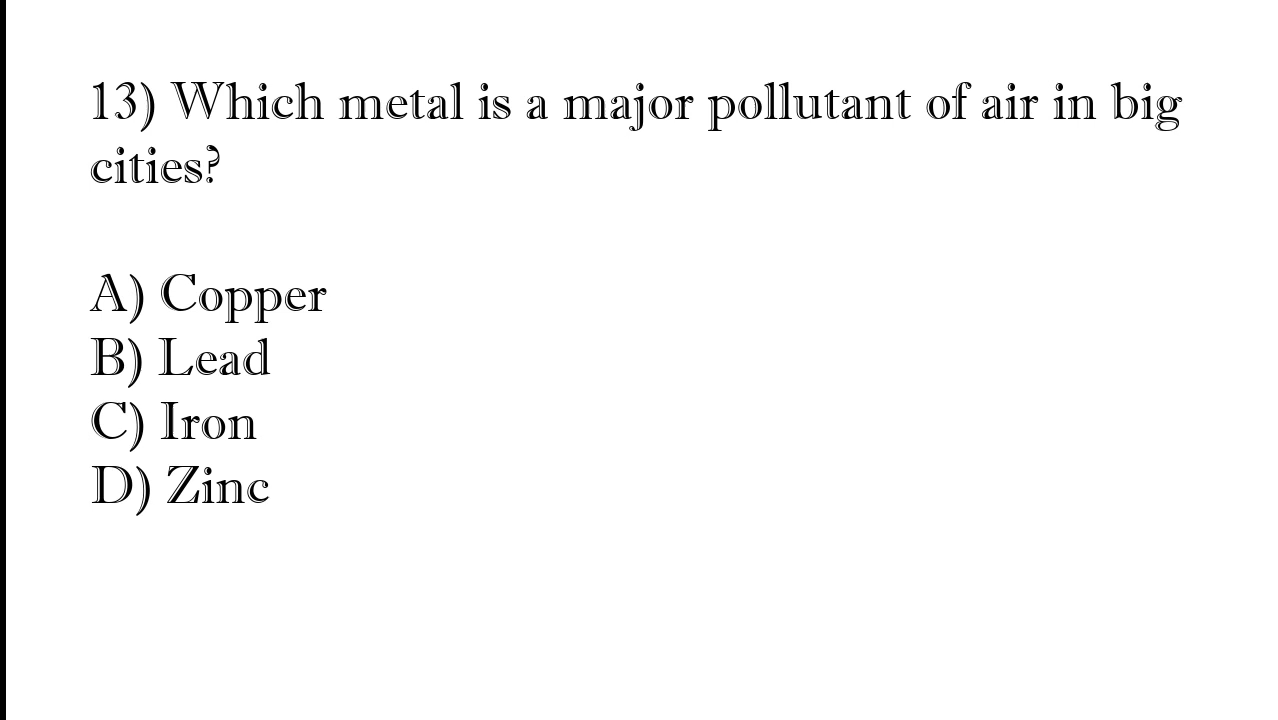 13) Which metal is a major pollutant of air in big
cities?
A) Copper
B) Lead
C) Iron
D) Zinc